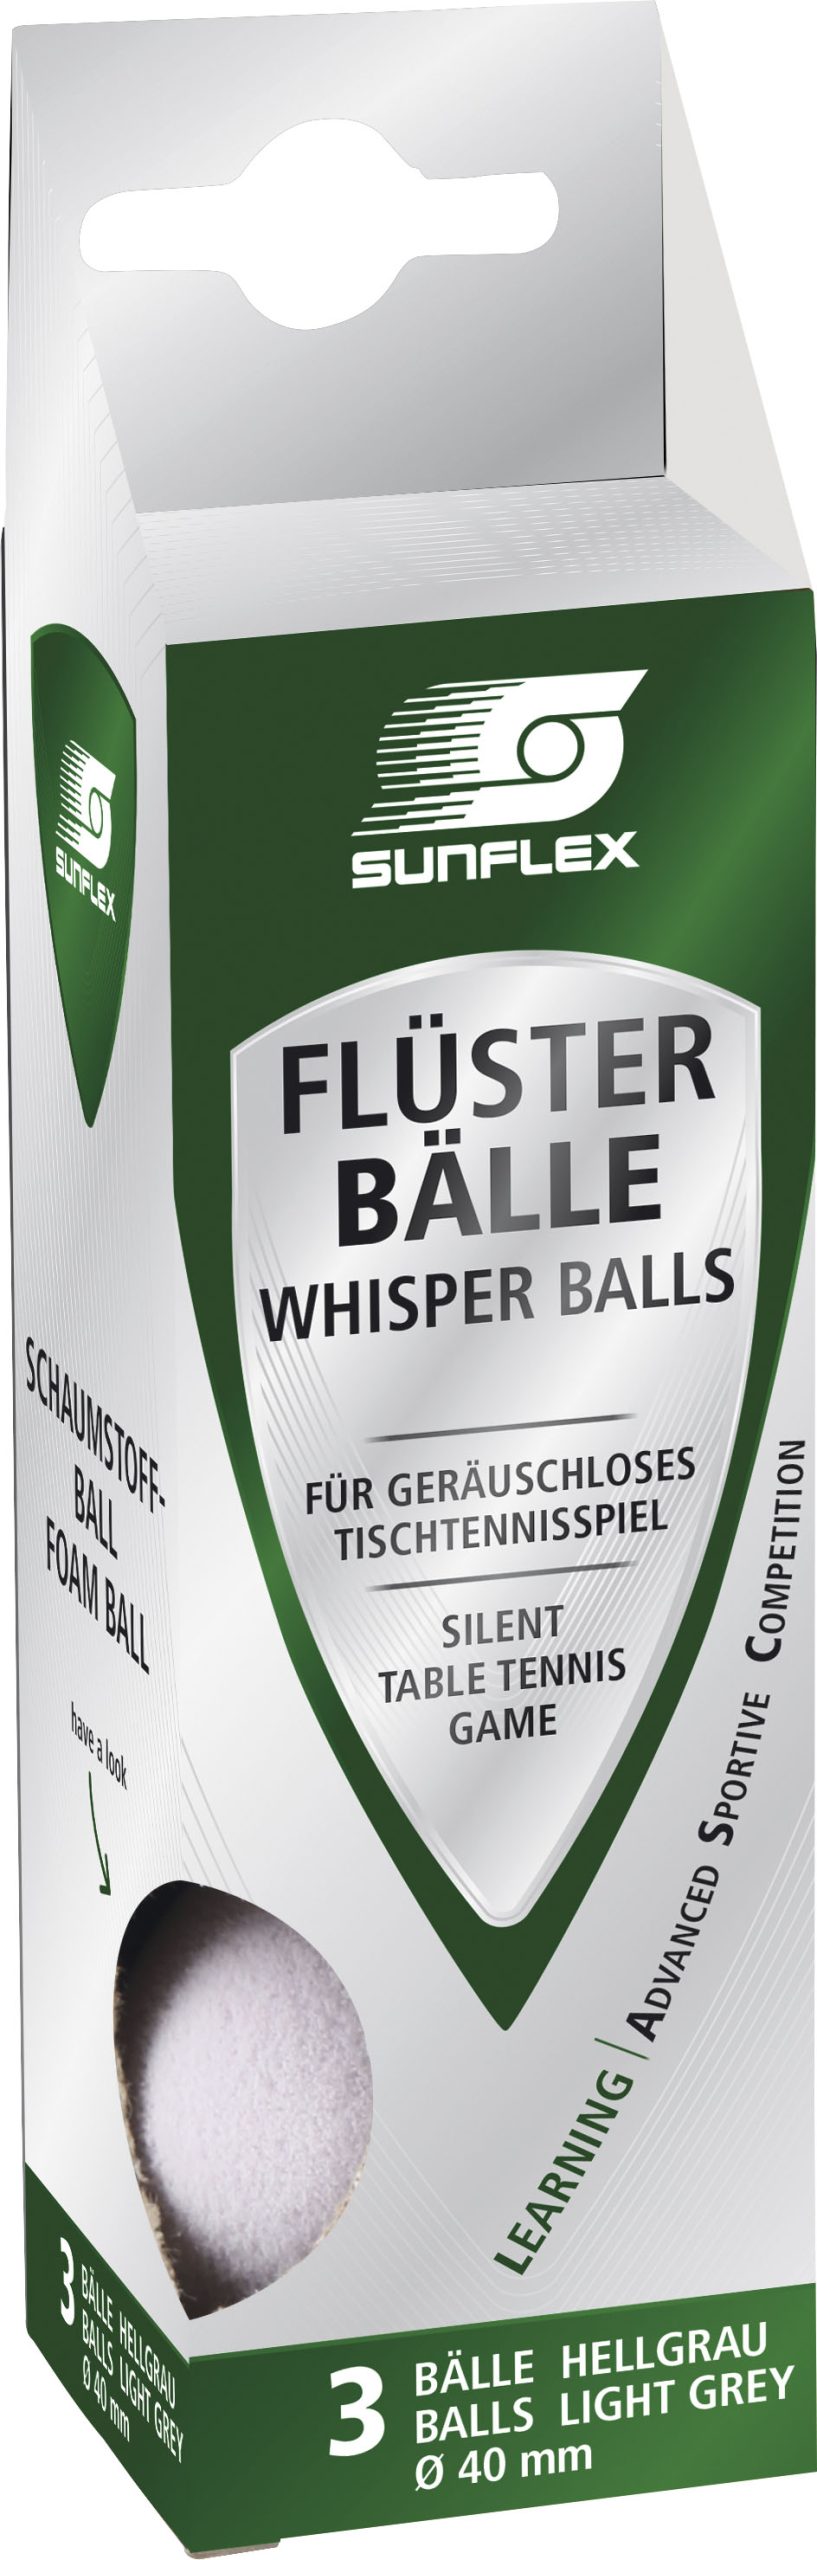 SUNFLEX
FLÜSTER
BÄLLE
WHISPER BALLS
FÜR GERÄUSCHLOSES
TISCHTENNISSPIEL
SILENT
TABLE TENNIS
GAME
LEARNING | ADVANCED SPORTIVE COMPETITION
3 BÄLLE HELLGRAU
BALLS LIGHT GREY
Ø 40 mm
SUNFLEX
SCHAUMSTOFF-
BALL
FOAM BALL
have a look
3 BÄLLE HELLGRAU
BALLS LIGHT GREY
Ø 40 mm